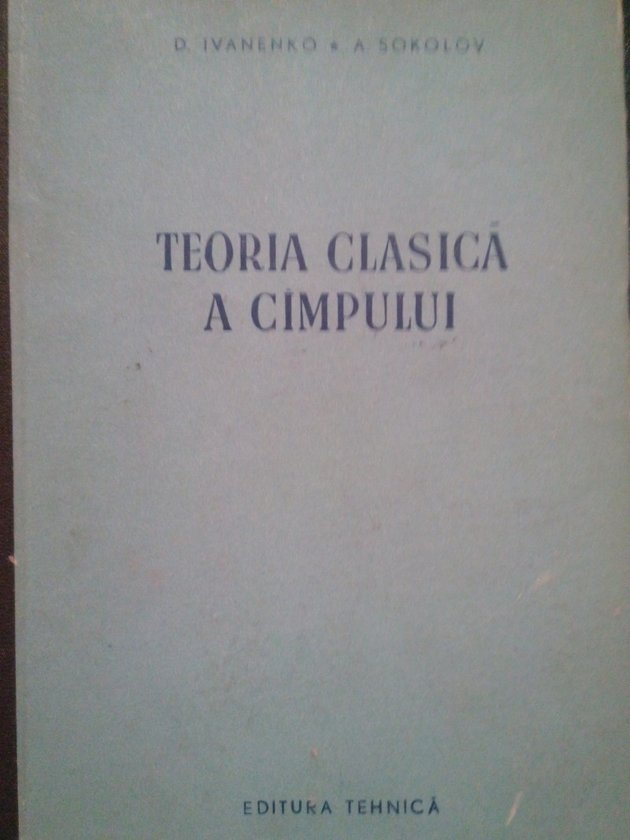 D. IVANENKO * A. SOKOLOV
TEORIA CLASICĂ
A CÎMPULUI
EDITURA TEHNICĂ